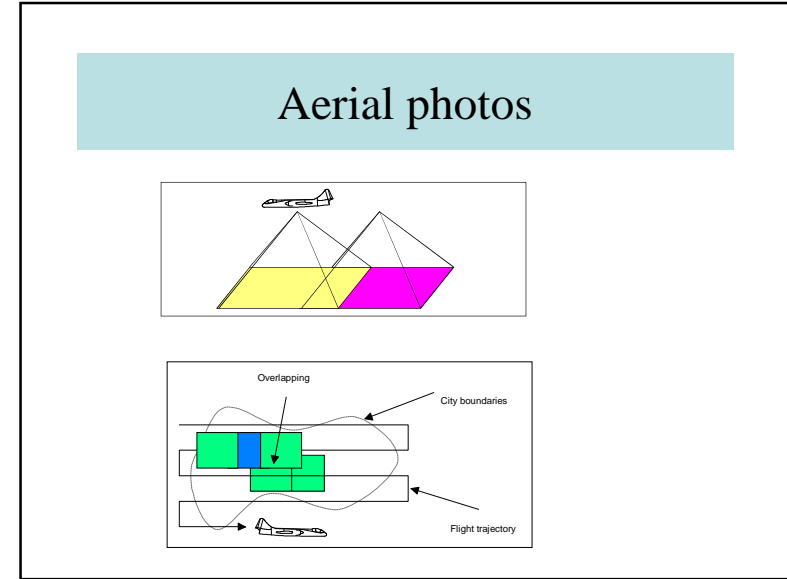 Aerial photos
Overlapping
City boundaries
Flight trajectory